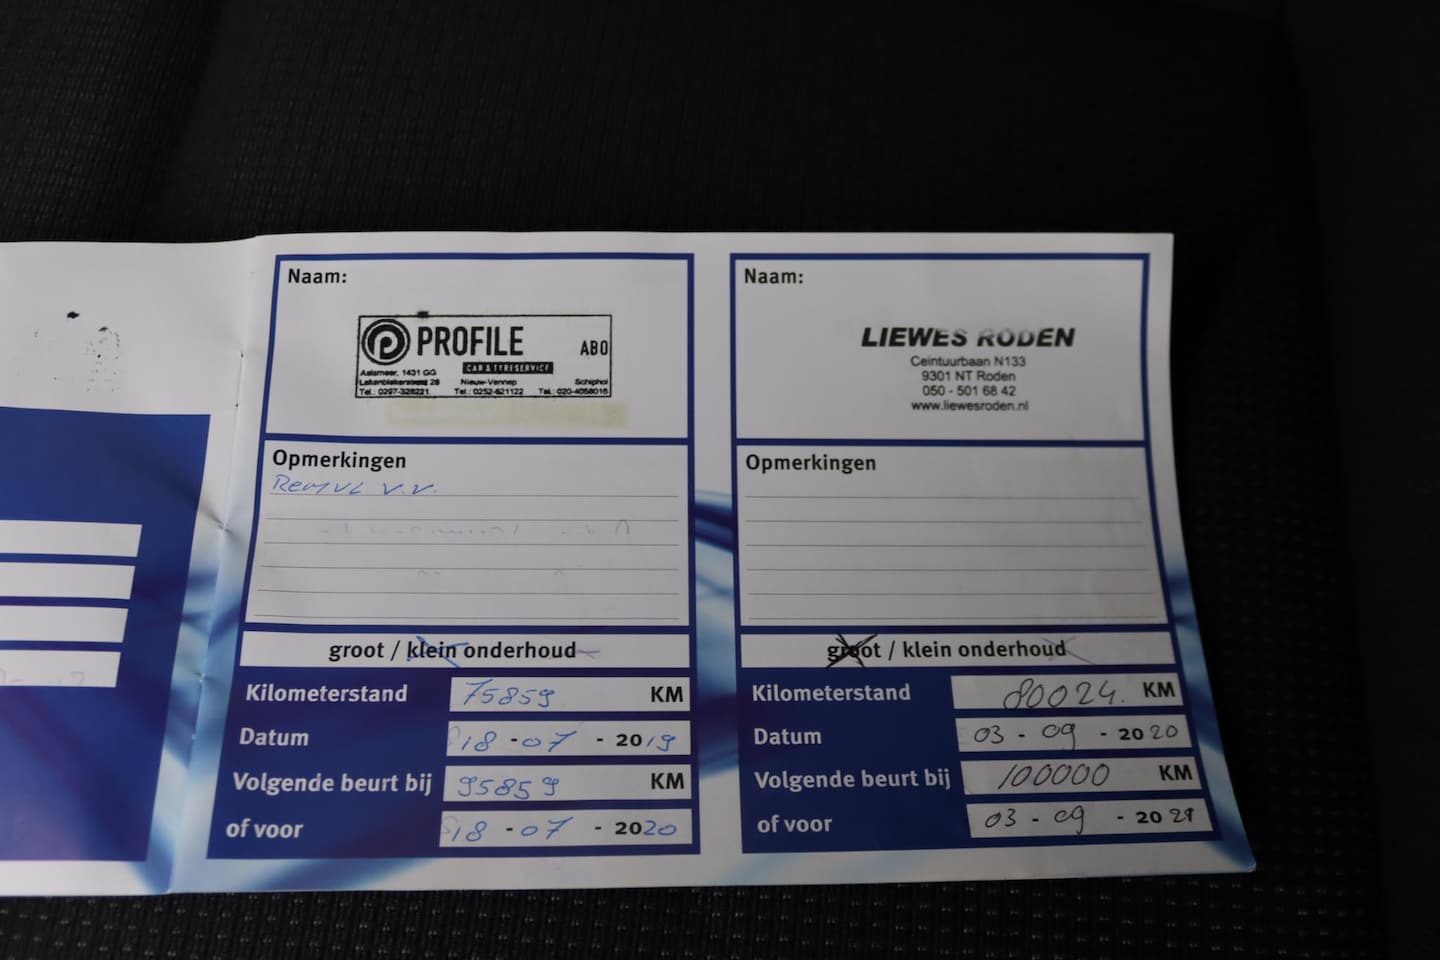 Naam:
PROFILE
ABO
CAR & TYRESERVICE
Aalsmeer, 1431 GG
Lakenblekerstraat 28 Nieuw-Vennep Schiphol
Tel.: 0297-328221 Tel.: 0252-621122 Tel.: 020-4058016
Opmerkingen
REMVL V.V.
groot / klein onderhoud
Kilometerstand 75859 KM
Datum 18 - 07 - 2019
Volgende beurt bij 95859 KM
of voor 18 - 07 - 2020
Naam:
LIEWES RODEN
Ceintuurbaan N133
9301 NT Roden
050 - 501 68 42
www.liewesroden.nl
Opmerkingen
groot / klein onderhoud
Kilometerstand 80024. KM
Datum 03 - 09 - 2020
Volgende beurt bij 100000 KM
of voor 03 - 09 - 2021